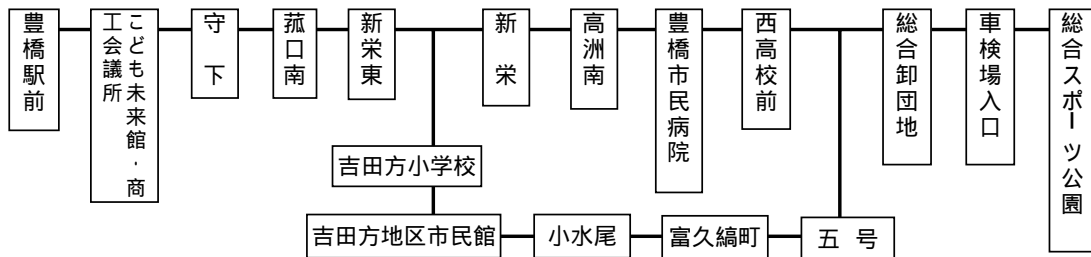 豊橋駅前
こども未来館・商
工会議所
守下
菰口南
新栄東
新栄
高洲南
豊橋市民病院
西高校前
総合卸団地
車検場入口
総合スポーツ公園
吉田方小学校
吉田方地区市民館
小水尾
富久縞町
五号